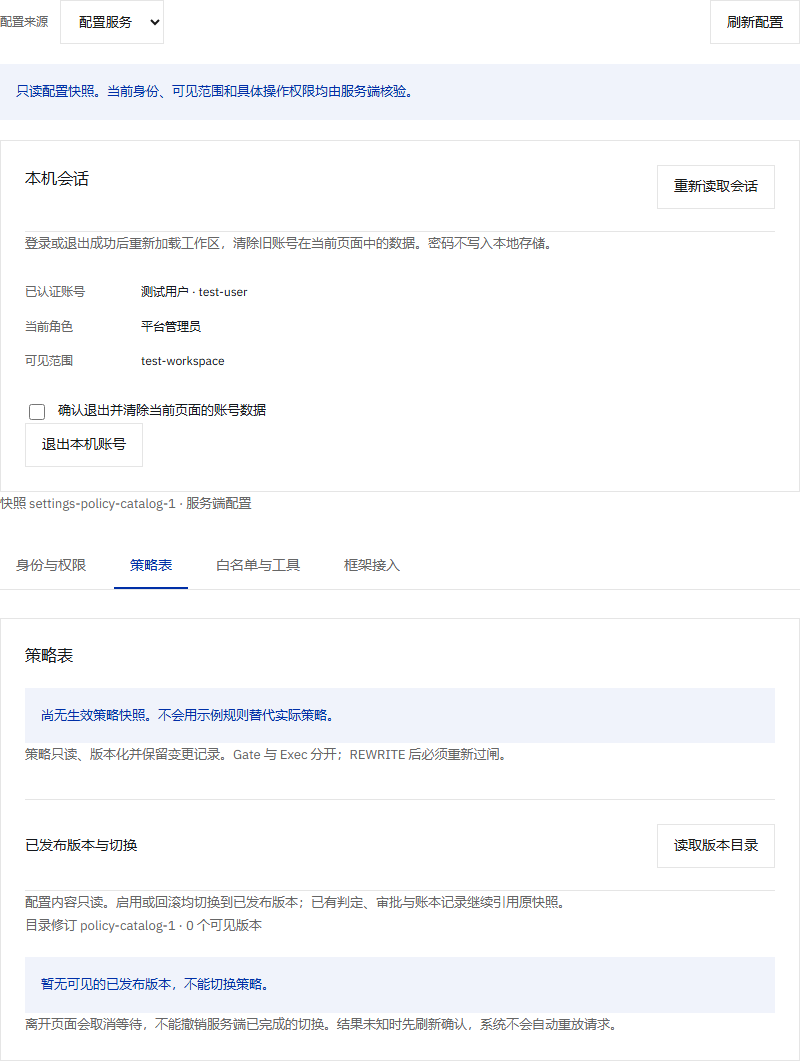 配置来源 配置服务 刷新配置
只读配置快照。当前身份、可见范围和具体操作权限均由服务端核验。
本机会话 重新读取会话
登录或退出成功后重新加载工作区，清除旧账号在当前页面中的数据。密码不写入本地存储。
已认证账号 测试用户 · test-user
当前角色 平台管理员
可见范围 test-workspace
确认退出并清除当前页面的账号数据
退出本机账号
快照 settings-policy-catalog-1 · 服务端配置
身份与权限 策略表 白名单与工具 框架接入
策略表
尚无生效策略快照。不会用示例规则替代实际策略。
策略只读、版本化并保留变更记录。Gate 与 Exec 分开；REWRITE 后必须重新过闸。
已发布版本与切换 读取版本目录
配置内容只读。启用或回滚均切换到已发布版本；已有判定、审批与账本记录继续引用原快照。
目录修订 policy-catalog-1 · 0 个可见版本
暂无可见的已发布版本，不能切换策略。
离开页面会取消等待，不能撤销服务端已完成的切换。结果未知时先刷新确认，系统不会自动重放请求。